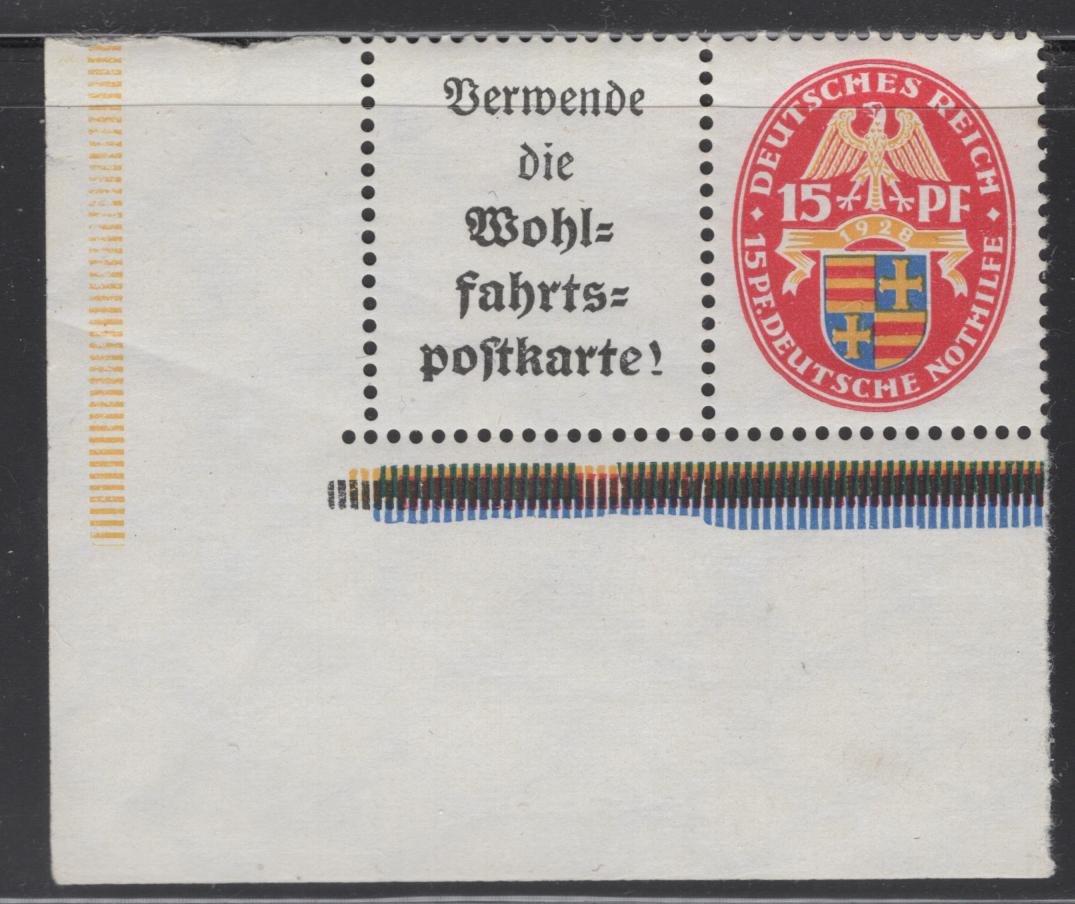 Verwende
die
Wohl=
fahrts=
postkarte!
DEUTSCHES REICH
15 PF
1928
15 PF. DEUTSCHE NOTHILFE